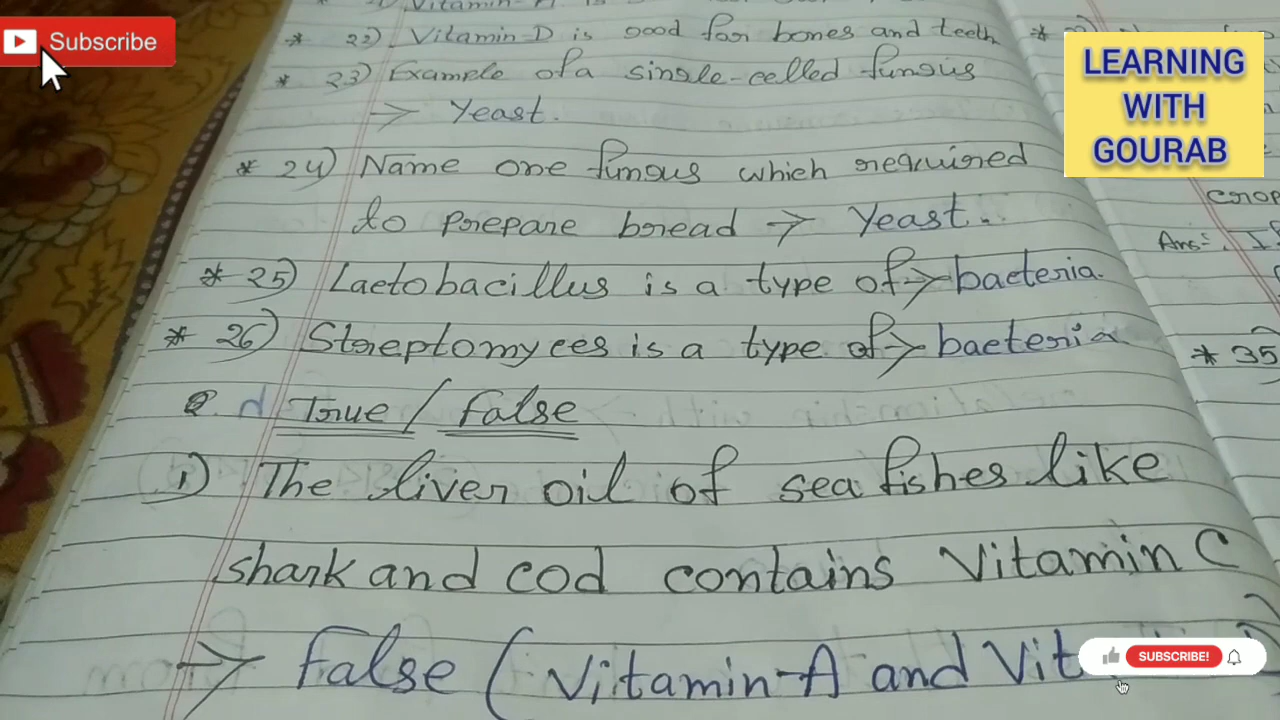 Subscribe
LEARNING
WITH
GOURAB
* 22) Vitamin-D is good for bones and teeth
* 23) Example of a single-celled fungus
→ Yeast.
* 24) Name one fungus which required
to prepare bread → Yeast..
* 25) Lactobacillus is a type of → bacteria.
* 26) Streptomyces is a type of → bacteria
d True / False
i) The liver oil of sea fishes like
shark and cod contains Vitamin C
→ False (Vitamin-A and Vit
SUBSCRIBE!
crop
Ans:
* 35